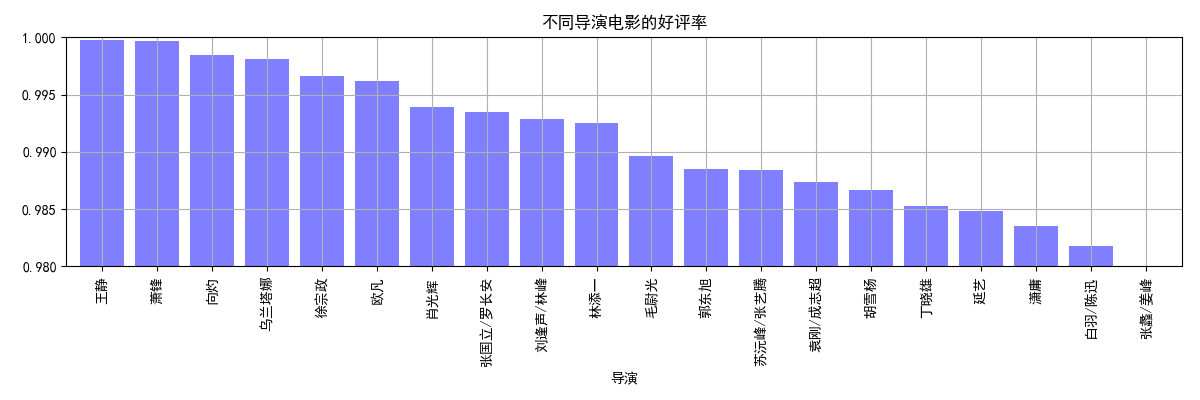 不同导演电影的好评率
1.000
0.995
0.990
0.985
0.980
王静
萧锋
向灼
乌兰塔娜
徐宗政
欧凡
肖光辉
张国立/罗长安
刘逢声/林峰
林添一
毛尉光
郭东旭
苏沅峰/张艺腾
袁刚/成志超
胡雪杨
丁晓雄
延艺
潇庸
白羽/陈迅
张蠡/姜峰
导演